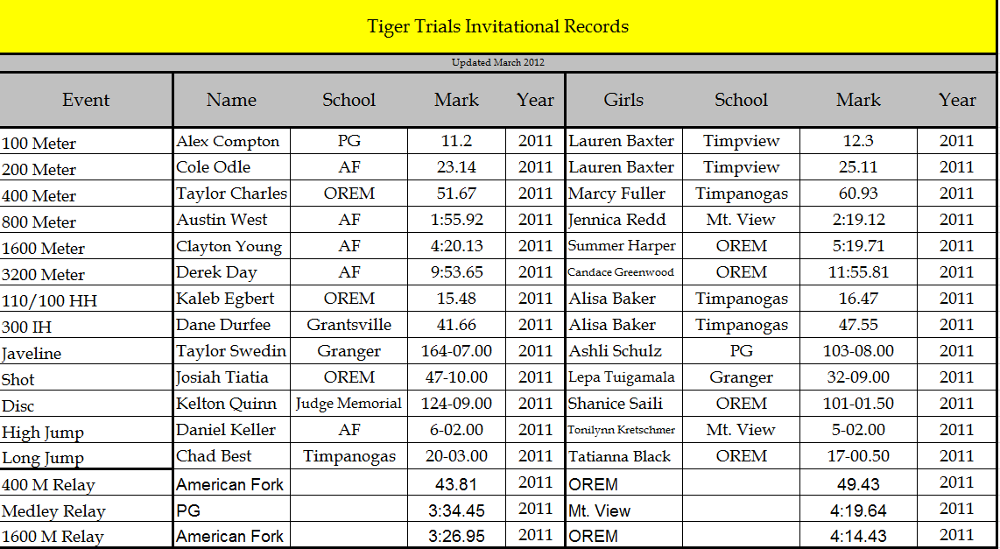 Tiger Trials Invitational Records
Updated March 2012
Event Name School Mark Year Girls School Mark Year
100 Meter Alex Compton PG 11.2 2011 Lauren Baxter Timpview 12.3 2011
200 Meter Cole Odle AF 23.14 2011 Lauren Baxter Timpview 25.11 2011
400 Meter Taylor Charles OREM 51.67 2011 Marcy Fuller Timpanogas 60.93 2011
800 Meter Austin West AF 1:55.92 2011 Jennica Redd Mt. View 2:19.12 2011
1600 Meter Clayton Young AF 4:20.13 2011 Summer Harper OREM 5:19.71 2011
3200 Meter Derek Day AF 9:53.65 2011 Candace Greenwood OREM 11:55.81 2011
110/100 HH Kaleb Egbert OREM 15.48 2011 Alisa Baker Timpanogas 16.47 2011
300 IH Dane Durfee Grantsville 41.66 2011 Alisa Baker Timpanogas 47.55 2011
Javeline Taylor Swedin Granger 164-07.00 2011 Ashli Schulz PG 103-08.00 2011
Shot Josiah Tiatia OREM 47-10.00 2011 Lepa Tuigamala Granger 32-09.00 2011
Disc Kelton Quinn Judge Memorial 124-09.00 2011 Shanice Saili OREM 101-01.50 2011
High Jump Daniel Keller AF 6-02.00 2011 Tonilynn Kretschmer Mt. View 5-02.00 2011
Long Jump Chad Best Timpanogas 20-03.00 2011 Tatianna Black OREM 17-00.50 2011
400 M Relay American Fork 43.81 2011 OREM 49.43 2011
Medley Relay PG 3:34.45 2011 Mt. View 4:19.64 2011
1600 M Relay American Fork 3:26.95 2011 OREM 4:14.43 2011